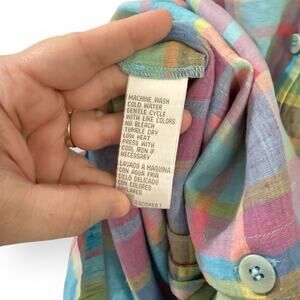 MACHINE WASH
COLD WATER
GENTLE CYCLE
WITH LIKE COLORS
NO BLEACH
TUMBLE DRY
LOW HEAT
PRESS WITH
COOL IRON IF
NECESSARY
LAVADO A MAQUINA
CON AGUA FRIA
CICLO DELICADO
CON COLORES